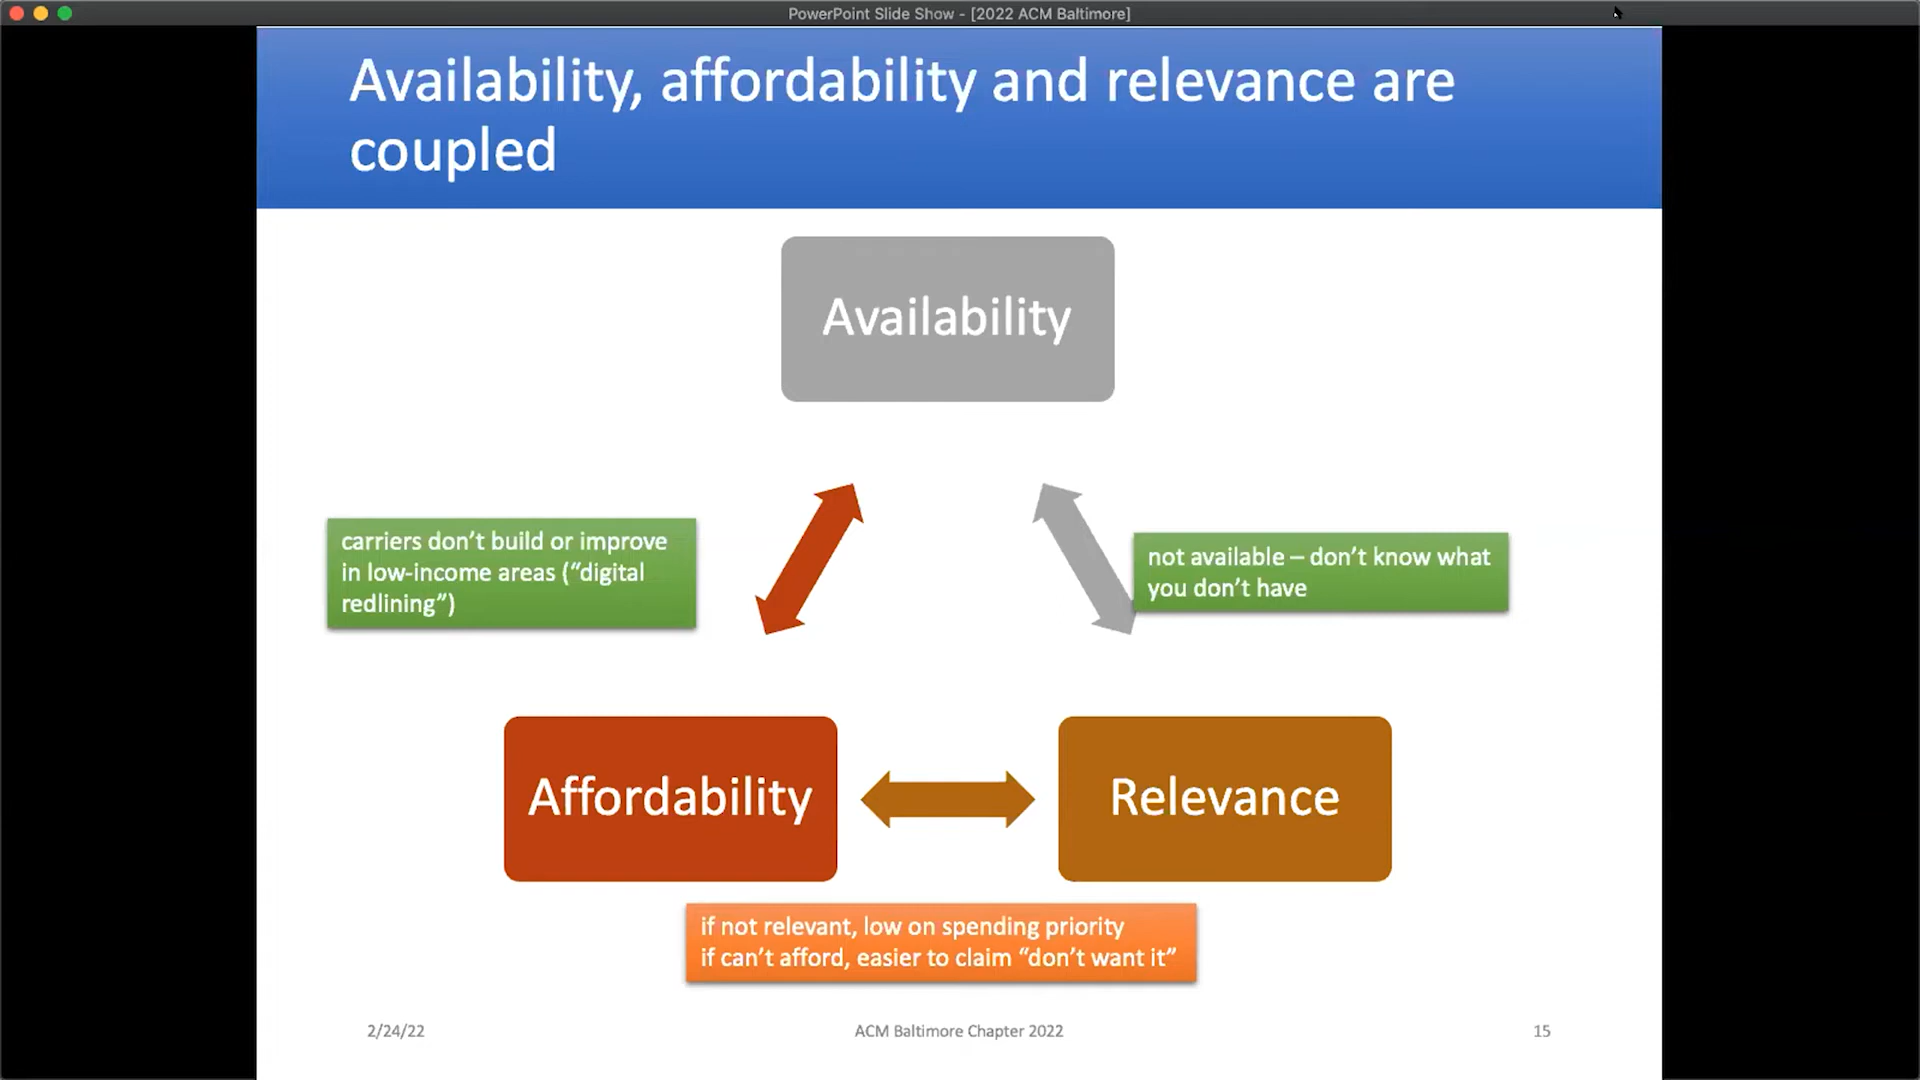 PowerPoint Slide Show - [2022 ACM Baltimore]
Availability, affordability and relevance are
coupled
Availability
carriers don’t build or improve
in low-income areas (“digital
redlining”)
not available – don’t know what
you don’t have
Affordability
Relevance
if not relevant, low on spending priority
if can’t afford, easier to claim “don’t want it”
2/24/22
ACM Baltimore Chapter 2022
15